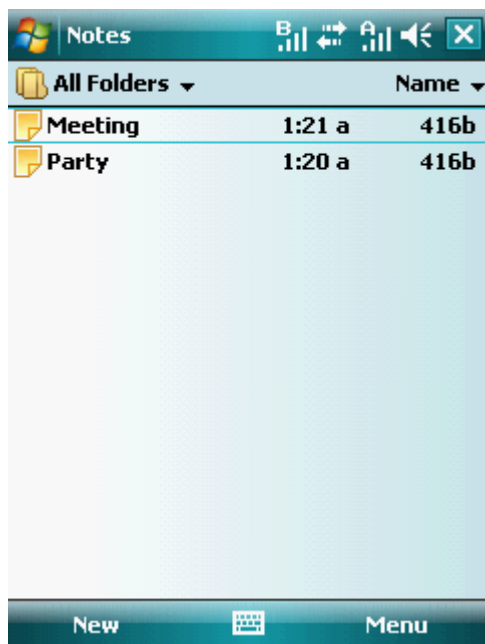 Notes B A
All Folders Name
Meeting 1:21 a 416b
Party 1:20 a 416b
New Menu